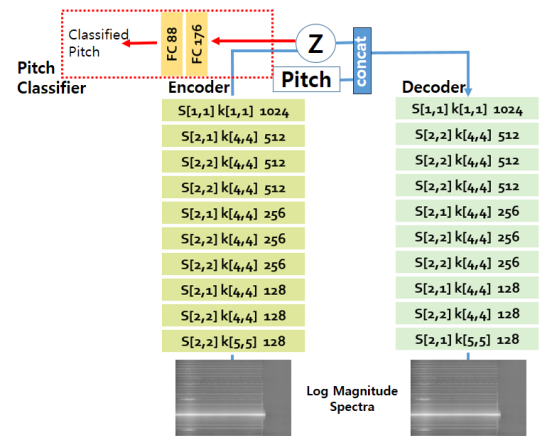 Classified
Pitch
FC 88
FC 176
Z
Pitch
concat
Pitch
Classifier
Encoder
S[1,1] k[1,1] 1024
S[2,1] k[4,4] 512
S[2,2] k[4,4] 512
S[2,2] k[4,4] 512
S[2,1] k[4,4] 256
S[2,2] k[4,4] 256
S[2,2] k[4,4] 256
S[2,1] k[4,4] 128
S[2,2] k[4,4] 128
S[2,2] k[5,5] 128
Decoder
S[1,1] k[1,1] 1024
S[2,2] k[4,4] 512
S[2,2] k[4,4] 512
S[2,2] k[4,4] 512
S[2,1] k[4,4] 256
S[2,2] k[4,4] 256
S[2,2] k[4,4] 256
S[2,1] k[4,4] 128
S[2,2] k[4,4] 128
S[2,1] k[5,5] 128
Log Magnitude
Spectra